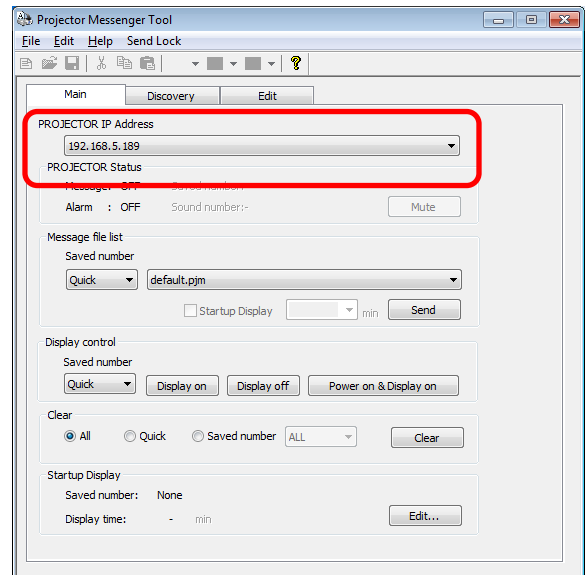 Projector Messenger Tool
File Edit Help Send Lock
Main Discovery Edit
PROJECTOR IP Address
192.168.5.189
PROJECTOR Status
Message: OFF Saved number:-
Alarm : OFF Sound number:- Mute
Message file list
Saved number
Quick default.pjm
Startup Display min Send
Display control
Saved number
Quick Display on Display off Power on & Display on
Clear
All Quick Saved number ALL Clear
Startup Display
Saved number: None
Display time: - min Edit...